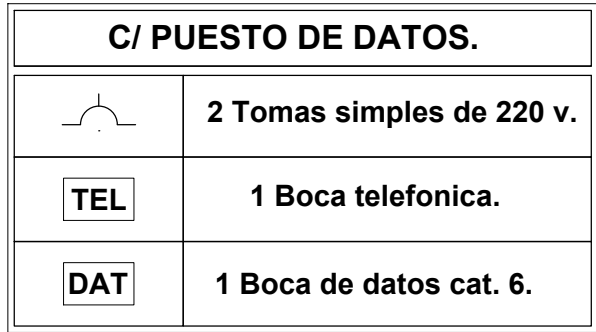 C/ PUESTO DE DATOS.
2 Tomas simples de 220 v.
TEL
1 Boca telefonica.
DAT
1 Boca de datos cat. 6.